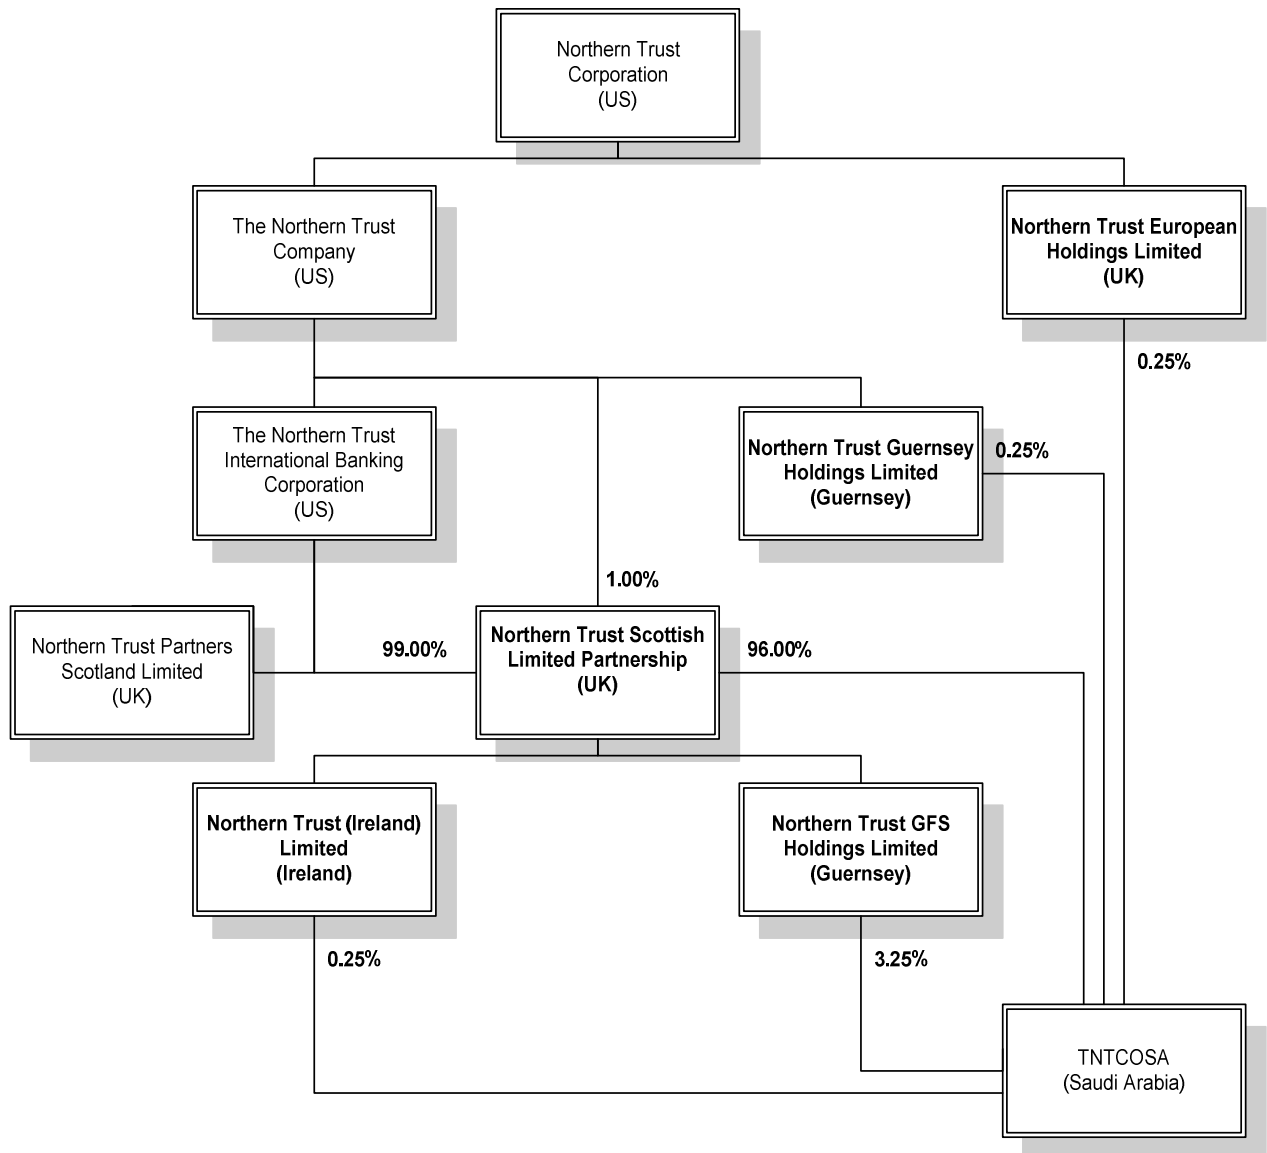 Northern Trust
Corporation
(US)
The Northern Trust
Company
(US)
Northern Trust European
Holdings Limited
(UK)
0.25%
The Northern Trust
International Banking
Corporation
(US)
Northern Trust Guernsey
Holdings Limited
(Guernsey)
0.25%
1.00%
Northern Trust Partners
Scotland Limited
(UK)
99.00%
Northern Trust Scottish
Limited Partnership
(UK)
96.00%
Northern Trust (Ireland)
Limited
(Ireland)
Northern Trust GFS
Holdings Limited
(Guernsey)
0.25%
3.25%
TNTCOSA
(Saudi Arabia)